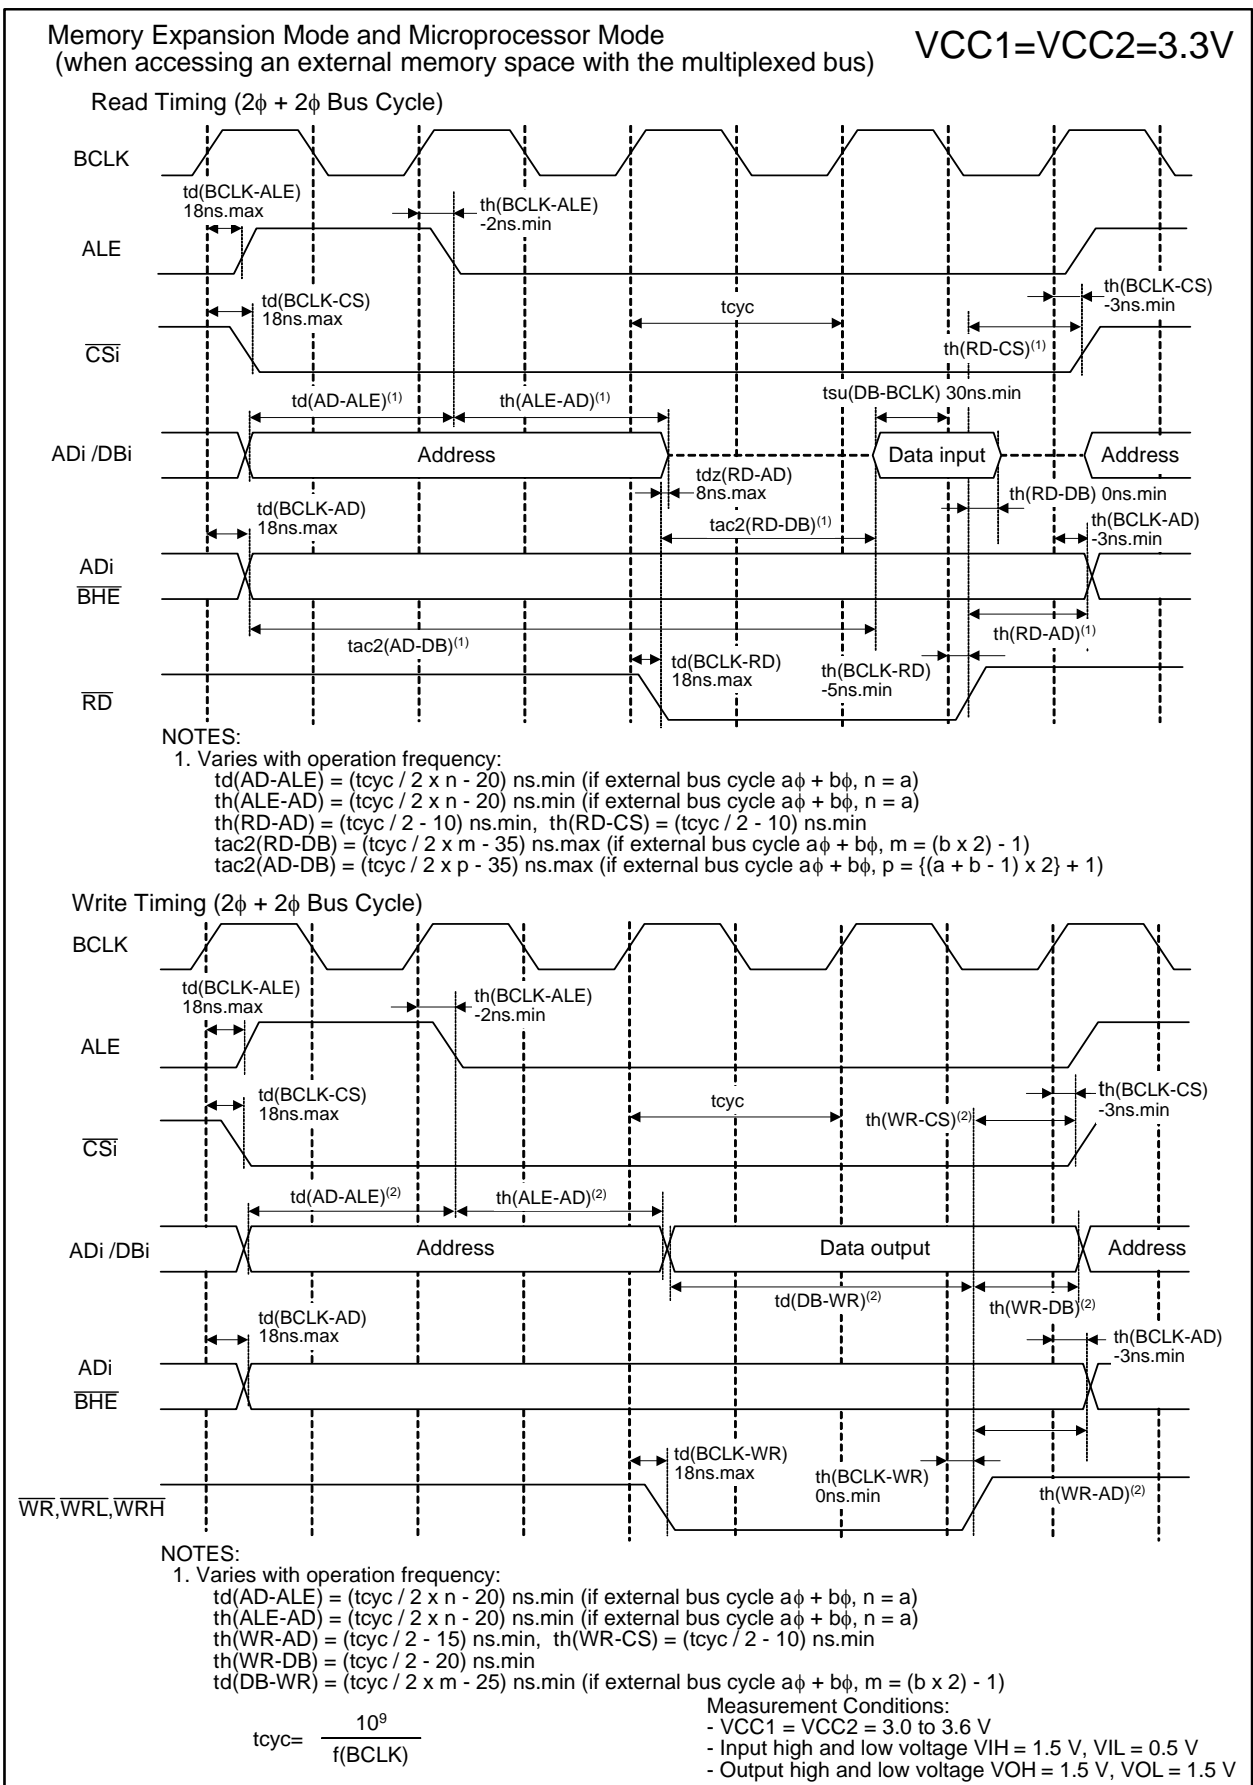 Memory Expansion Mode and Microprocessor Mode
(when accessing an external memory space with the multiplexed bus)
VCC1=VCC2=3.3V
Read Timing (2ϕ + 2ϕ Bus Cycle)
BCLK
td(BCLK-ALE)
18ns.max
th(BCLK-ALE)
-2ns.min
ALE
td(BCLK-CS)
18ns.max
tcyc
th(BCLK-CS)
-3ns.min
CSi
th(RD-CS)(1)
td(AD-ALE)(1)
th(ALE-AD)(1)
tsu(DB-BCLK) 30ns.min
ADi /DBi
Address
Data input
Address
tdz(RD-AD)
8ns.max
th(RD-DB) 0ns.min
td(BCLK-AD)
18ns.max
tac2(RD-DB)(1)
th(BCLK-AD)
-3ns.min
ADi
BHE
tac2(AD-DB)(1)
th(RD-AD)(1)
td(BCLK-RD)
18ns.max
th(BCLK-RD)
-5ns.min
RD
NOTES:
1. Varies with operation frequency:
td(AD-ALE) = (tcyc / 2 x n - 20) ns.min (if external bus cycle aϕ + bϕ, n = a)
th(ALE-AD) = (tcyc / 2 x n - 20) ns.min (if external bus cycle aϕ + bϕ, n = a)
th(RD-AD) = (tcyc / 2 - 10) ns.min, th(RD-CS) = (tcyc / 2 - 10) ns.min
tac2(RD-DB) = (tcyc / 2 x m - 35) ns.max (if external bus cycle aϕ + bϕ, m = (b x 2) - 1)
tac2(AD-DB) = (tcyc / 2 x p - 35) ns.max (if external bus cycle aϕ + bϕ, p = {(a + b - 1) x 2} + 1)
Write Timing (2ϕ + 2ϕ Bus Cycle)
BCLK
td(BCLK-ALE)
18ns.max
th(BCLK-ALE)
-2ns.min
ALE
td(BCLK-CS)
18ns.max
tcyc
th(WR-CS)(2)
th(BCLK-CS)
-3ns.min
CSi
td(AD-ALE)(2)
th(ALE-AD)(2)
ADi /DBi
Address
Data output
Address
td(DB-WR)(2)
th(WR-DB)(2)
td(BCLK-AD)
18ns.max
th(BCLK-AD)
-3ns.min
ADi
BHE
td(BCLK-WR)
18ns.max
th(BCLK-WR)
0ns.min
th(WR-AD)(2)
WR,WRL,WRH
NOTES:
1. Varies with operation frequency:
td(AD-ALE) = (tcyc / 2 x n - 20) ns.min (if external bus cycle aϕ + bϕ, n = a)
th(ALE-AD) = (tcyc / 2 x n - 20) ns.min (if external bus cycle aϕ + bϕ, n = a)
th(WR-AD) = (tcyc / 2 - 15) ns.min, th(WR-CS) = (tcyc / 2 - 10) ns.min
th(WR-DB) = (tcyc / 2 - 20) ns.min
td(DB-WR) = (tcyc / 2 x m - 25) ns.min (if external bus cycle aϕ + bϕ, m = (b x 2) - 1)
tcyc= 10⁹
f(BCLK)
Measurement Conditions:
- VCC1 = VCC2 = 3.0 to 3.6 V
- Input high and low voltage VIH = 1.5 V, VIL = 0.5 V
- Output high and low voltage VOH = 1.5 V, VOL = 1.5 V